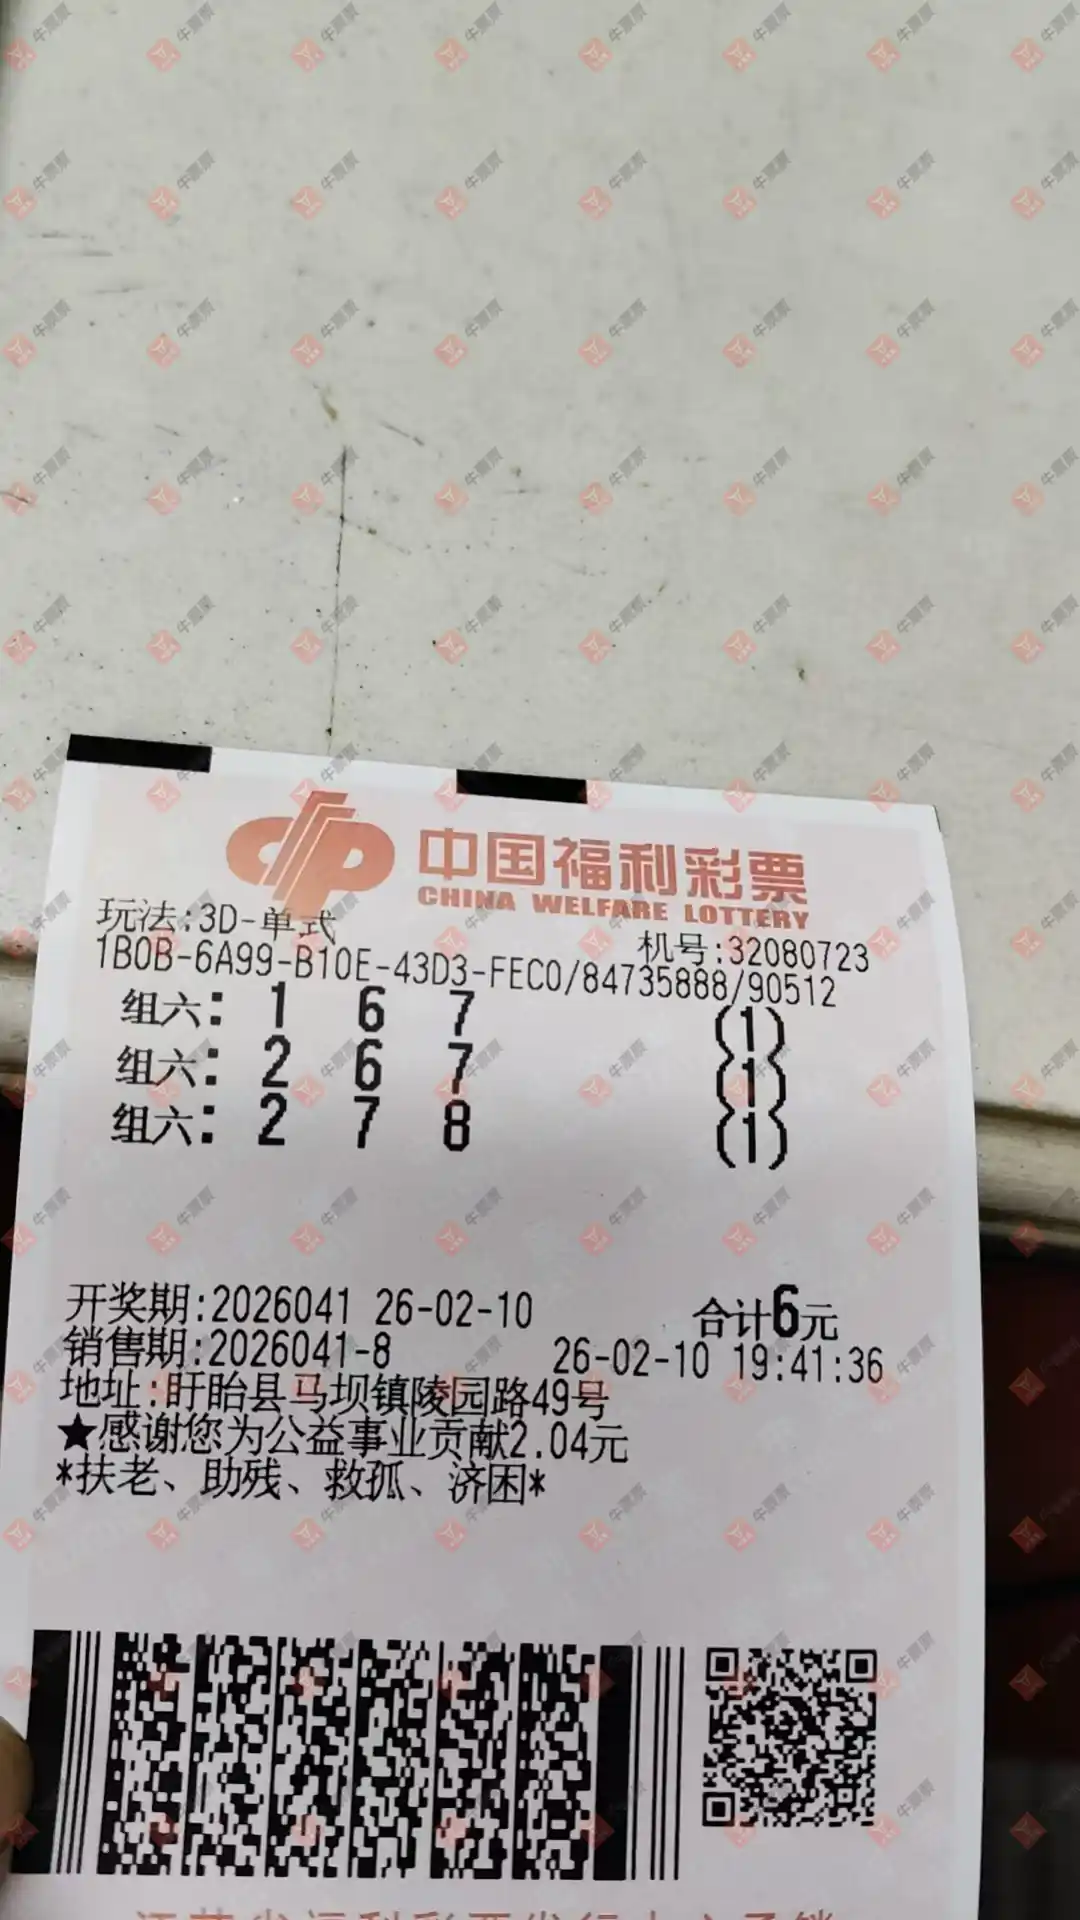 中国福利彩票
CHINA WELFARE LOTTERY
玩法:3D-单式
机号:32080723
1B0B-6A99-B10E-43D3-FEC0/84735888/90512
组六: 1 6 7 (1)
组六: 2 6 7 (1)
组六: 2 7 8 (1)
开奖期:2026041 26-02-10 合计6元
销售期:2026041-8 26-02-10 19:41:36
地址:盱眙县马坝镇陵园路49号
★感谢您为公益事业贡献2.04元
*扶老、助残、救孤、济困*
牛票票